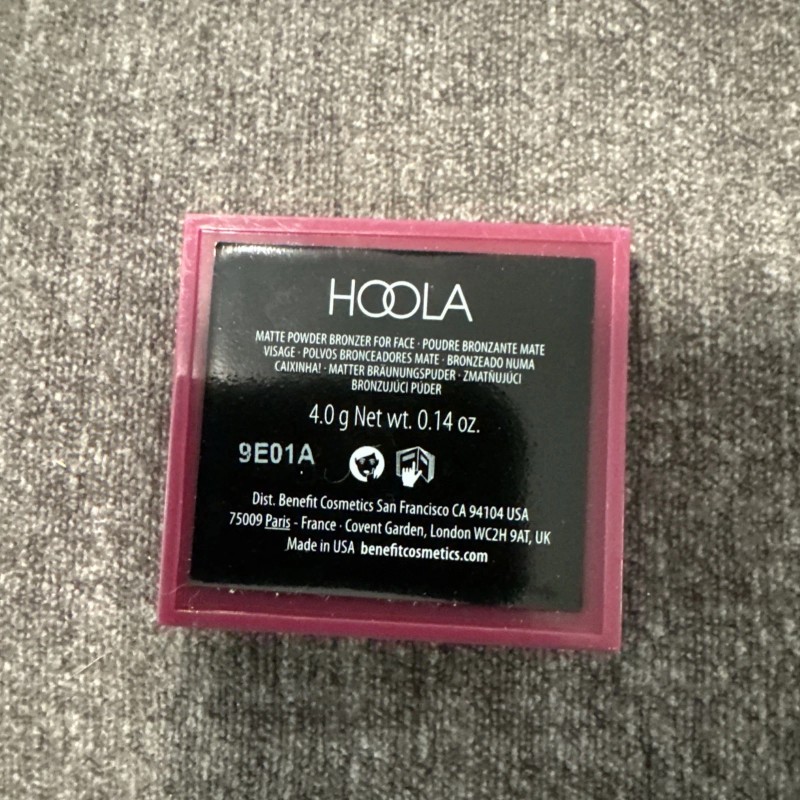 HOOLA
MATTE POWDER BRONZER FOR FACE · POUDRE BRONZANTE MATE
VISAGE · POLVOS BRONCEADORES MATE · BRONZEADO NUMA
CAIXINHA! · MATTER BRÄUNUNGSPUDER · ZMATŇUJÚCI
BRONZUJÚCI PÚDER
4.0 g Net wt. 0.14 oz.
9E01A
Dist. Benefit Cosmetics San Francisco CA 94104 USA
75009 Paris - France · Covent Garden, London WC2H 9AT, UK
Made in USA benefitcosmetics.com